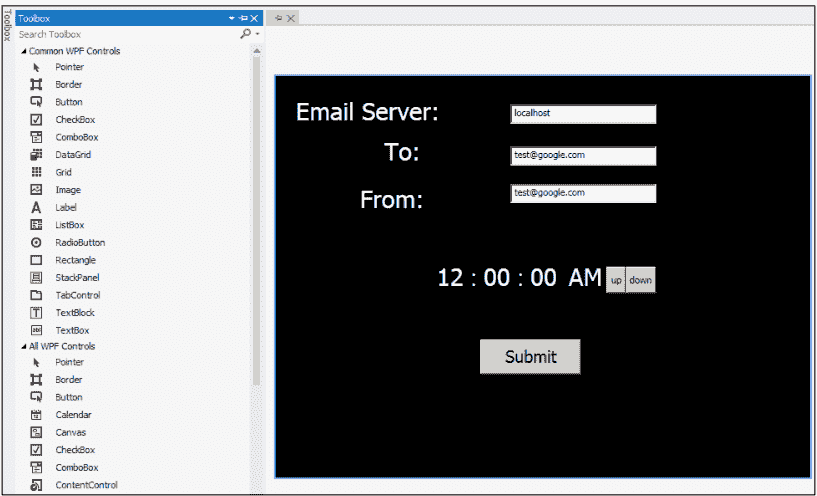 Toolbox
Toolbox
Search Toolbox
Common WPF Controls
Pointer
Border
Button
CheckBox
ComboBox
DataGrid
Grid
Image
Label
ListBox
RadioButton
Rectangle
StackPanel
TabControl
TextBlock
TextBox
All WPF Controls
Pointer
Border
Button
Calendar
Canvas
CheckBox
ComboBox
ContentControl
Email Server: localhost
To: test@google.com
From: test@google.com
12 : 00 : 00 AM up down
Submit